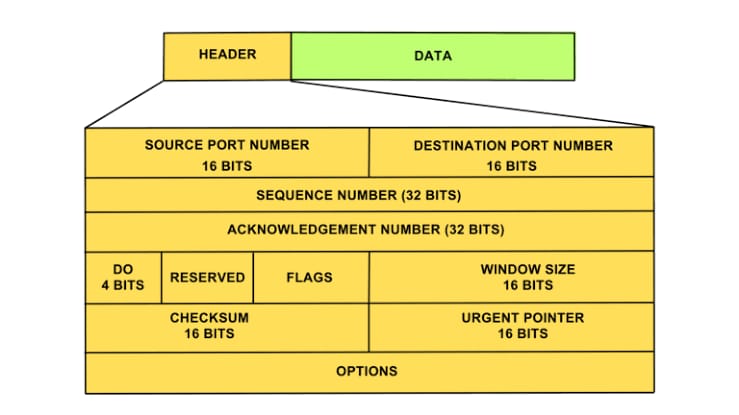 HEADER
DATA
SOURCE PORT NUMBER
16 BITS
DESTINATION PORT NUMBER
16 BITS
SEQUENCE NUMBER (32 BITS)
ACKNOWLEDGEMENT NUMBER (32 BITS)
DO
4 BITS
RESERVED
FLAGS
WINDOW SIZE
16 BITS
CHECKSUM
16 BITS
URGENT POINTER
16 BITS
OPTIONS